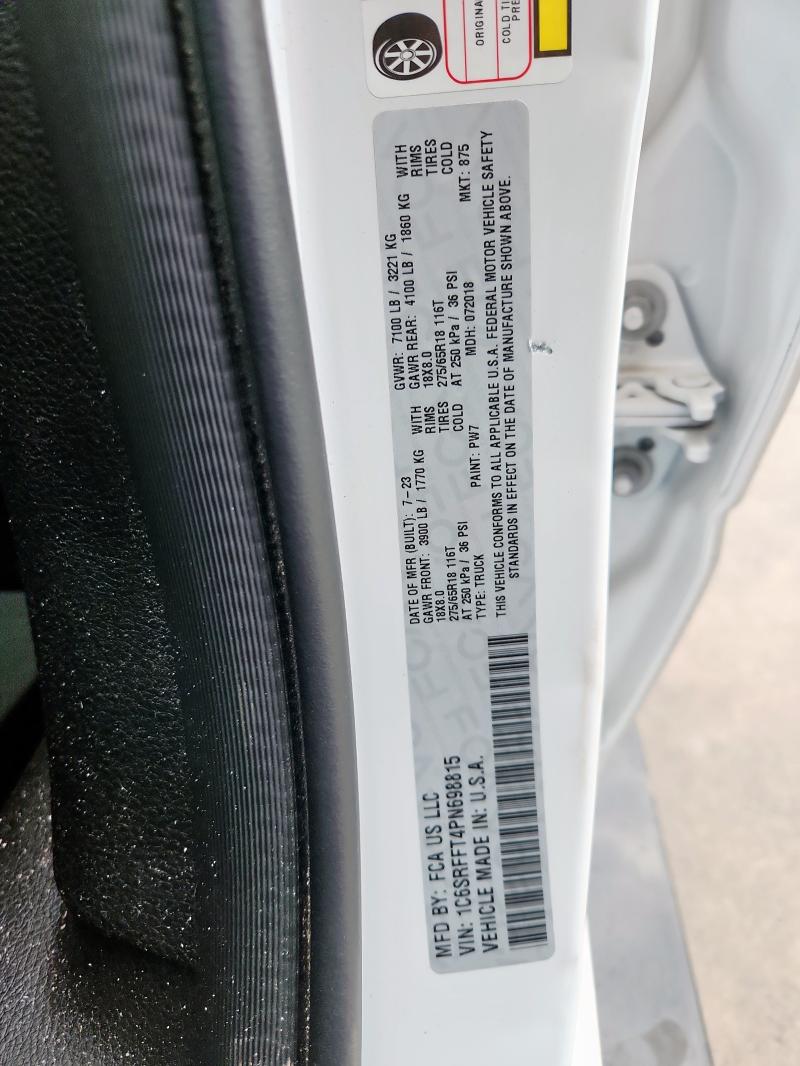 ORIGINA
COLD TI
PRE
MFD BY: FCA US LLC
VIN: 1C6SRFFT4PN698815
VEHICLE MADE IN: U.S.A.
DATE OF MFR (BUILT): 7-23 GVWR: 7100 LB / 3221 KG
GAWR FRONT: 3900 LB / 1770 KG WITH GAWR REAR: 4100 LB / 1860 KG WITH
18X8.0 RIMS 18X8.0 RIMS
275/65R18 116T TIRES 275/65R18 116T TIRES
AT 250 kPa / 36 PSI COLD AT 250 kPa / 36 PSI COLD
TYPE: TRUCK PAINT: PW7 MDH: 072018 MKT: 875
THIS VEHICLE CONFORMS TO ALL APPLICABLE U.S.A. FEDERAL MOTOR VEHICLE SAFETY
STANDARDS IN EFFECT ON THE DATE OF MANUFACTURE SHOWN ABOVE.